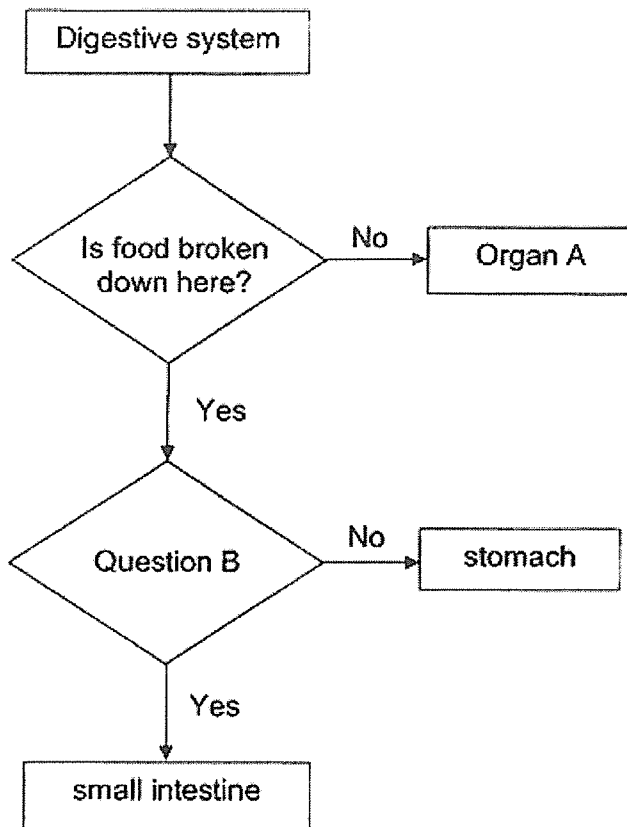 Digestive system
Is food broken
down here?
No
Organ A
Yes
Question B
No
stomach
Yes
small intestine